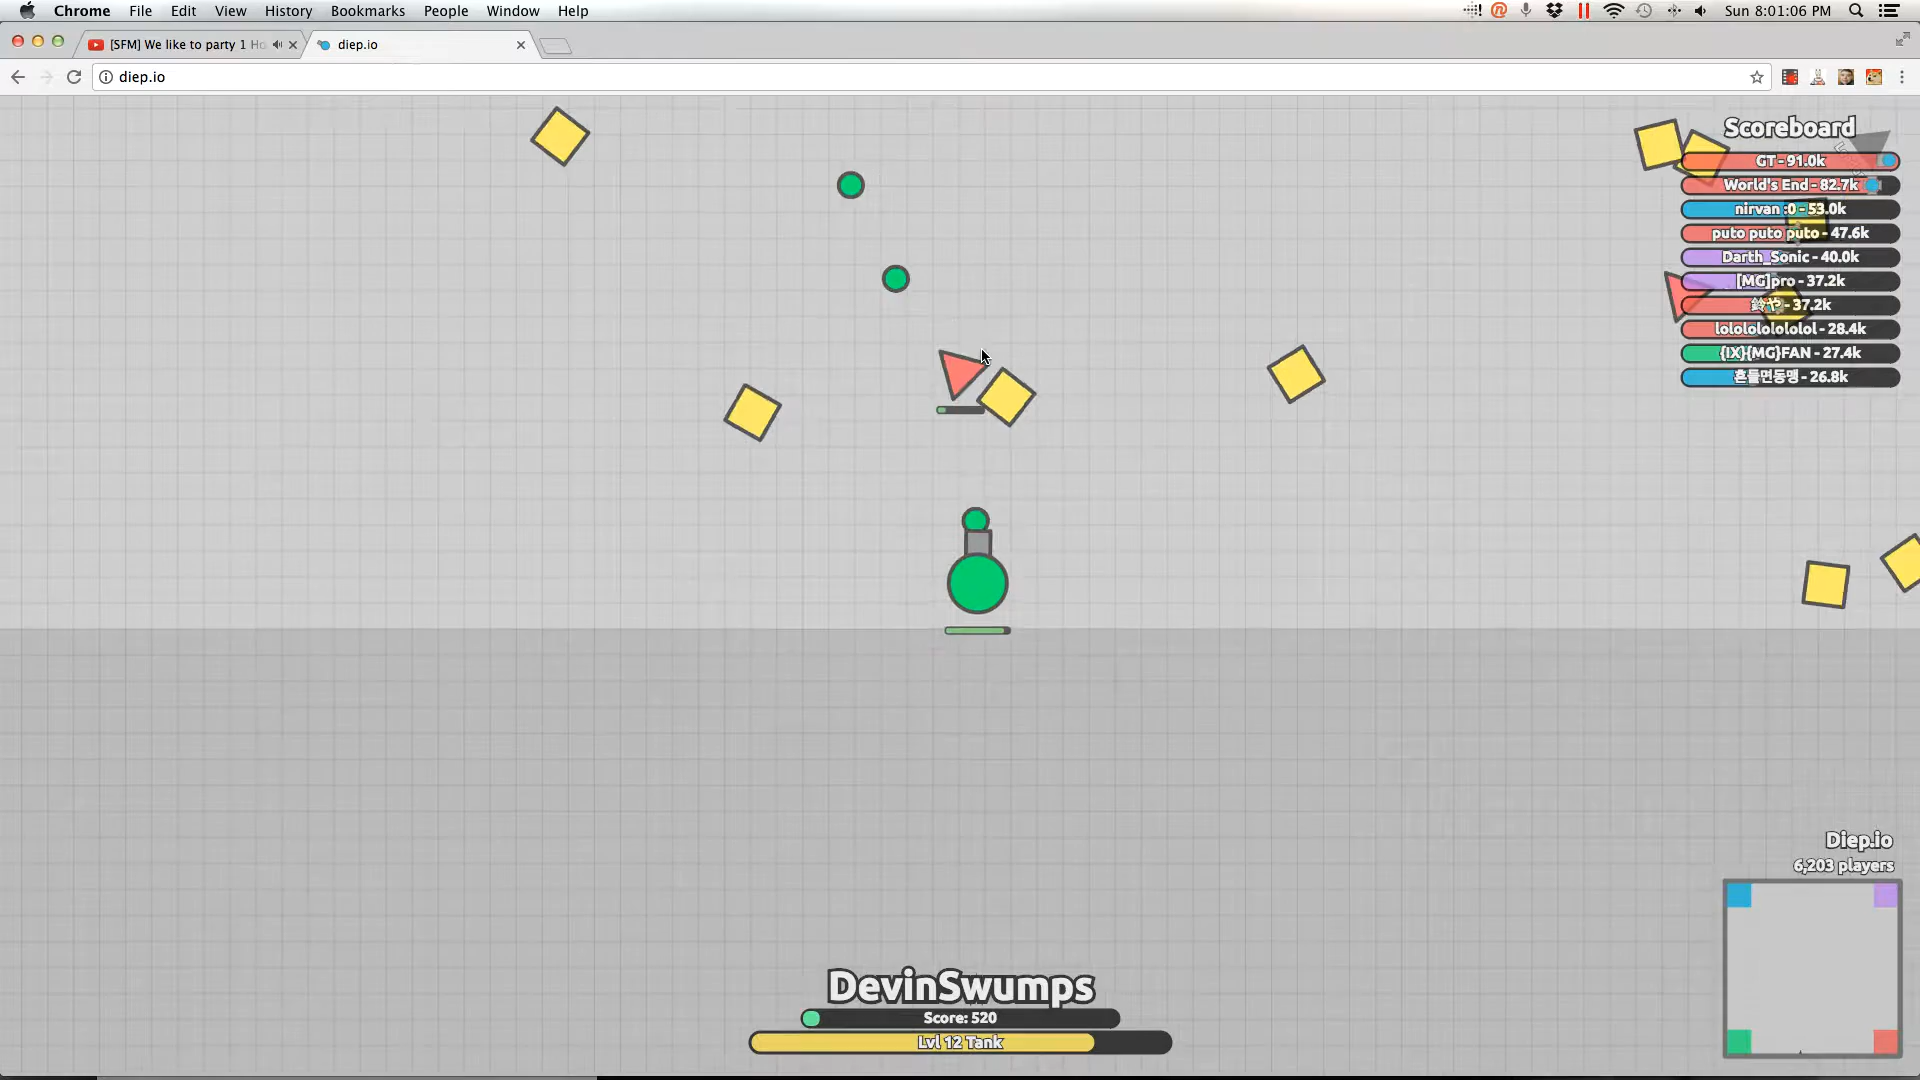 Chrome File Edit View History Bookmarks People Window Help
Sun 8:01:06 PM
[SFM] We like to party 1 Ho
diep.io
diep.io
Scoreboard
GT - 91.0k
World's End - 82.7k
nirvan :0 - 53.0k
puto puto puto - 47.6k
Darth_Sonic - 40.0k
[MG]pro - 37.2k
鈴や - 37.2k
lolololololololol - 28.4k
{IX}{MG}FAN - 27.4k
흔들면동맹 - 26.8k
Diep.io
6,203 players
DevinSwumps
Score: 520
Lvl 12 Tank